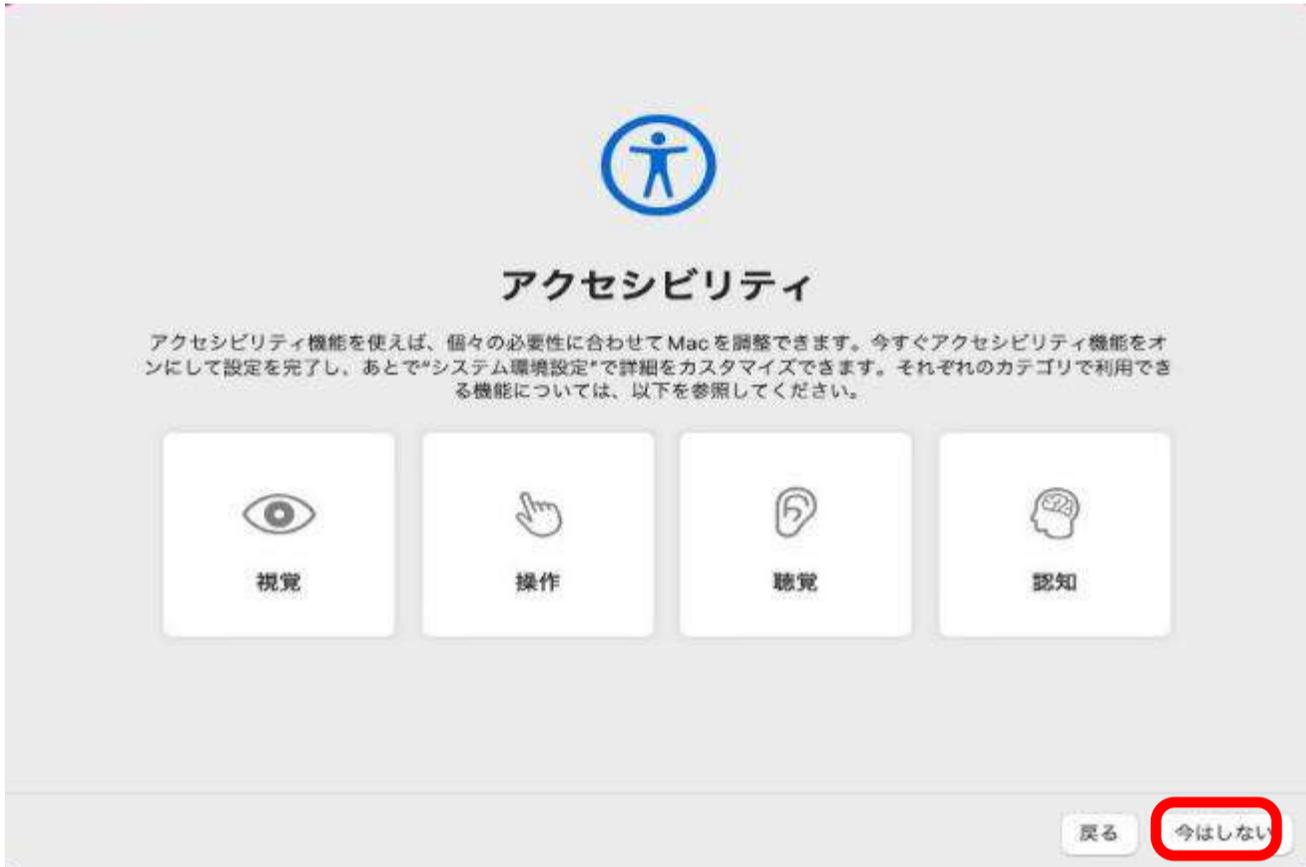 アクセシビリティ
アクセシビリティ機能を使えば、個々の必要性に合わせて Mac を調整できます。今すぐアクセシビリティ機能をオ
ンにして設定を完了し、あとで“システム環境設定”で詳細をカスタマイズできます。それぞれのカテゴリで利用でき
る機能については、以下を参照してください。
視覚
操作
聴覚
認知
戻る
今はしない